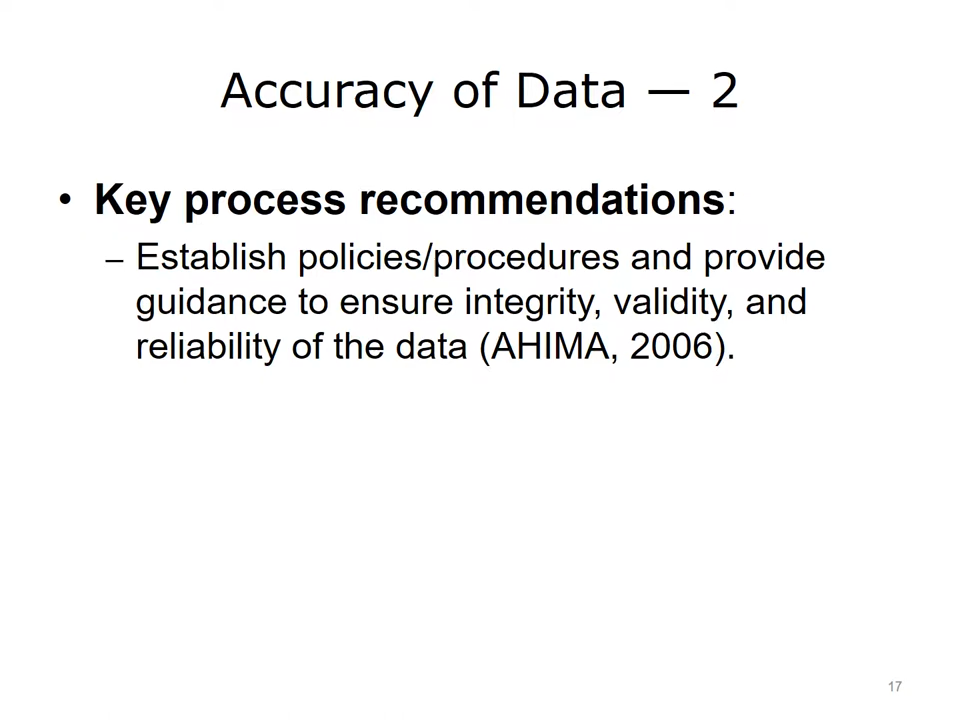 Accuracy of Data — 2
• Key process recommendations:
– Establish policies/procedures and provide
guidance to ensure integrity, validity, and
reliability of the data (AHIMA, 2006).
17